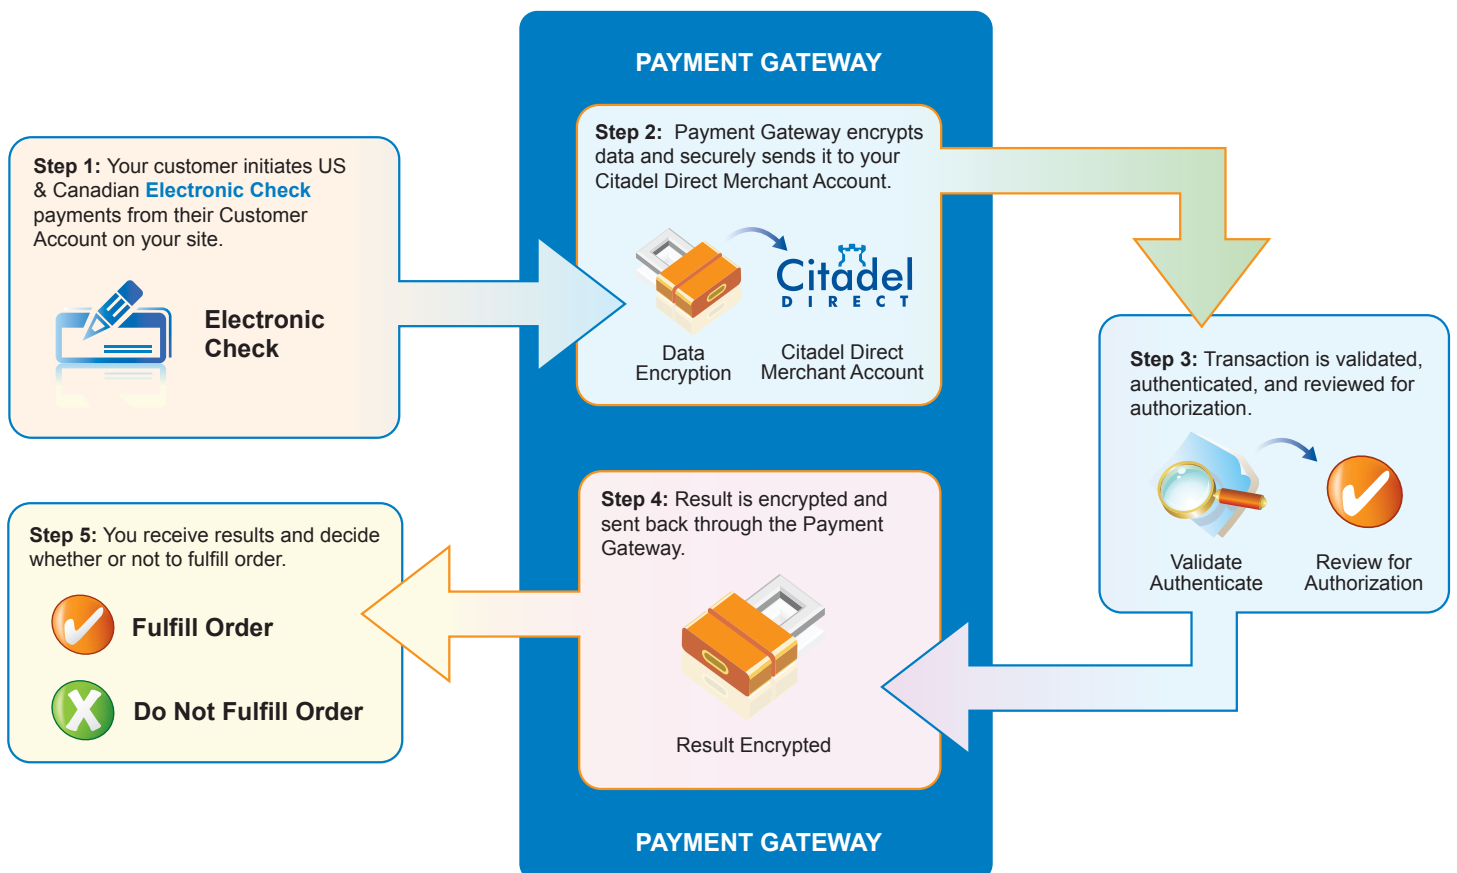 PAYMENT GATEWAY
Step 1: Your customer initiates US
& Canadian Electronic Check
payments from their Customer
Account on your site.
Electronic
Check
Step 2: Payment Gateway encrypts
data and securely sends it to your
Citadel Direct Merchant Account.
Citadel
DIRECT
Data
Encryption
Citadel Direct
Merchant Account
Step 3: Transaction is validated,
authenticated, and reviewed for
authorization.
Validate
Authenticate
Review for
Authorization
Step 4: Result is encrypted and
sent back through the Payment
Gateway.
Result Encrypted
Step 5: You receive results and decide
whether or not to fulfill order.
Fulfill Order
Do Not Fulfill Order
PAYMENT GATEWAY